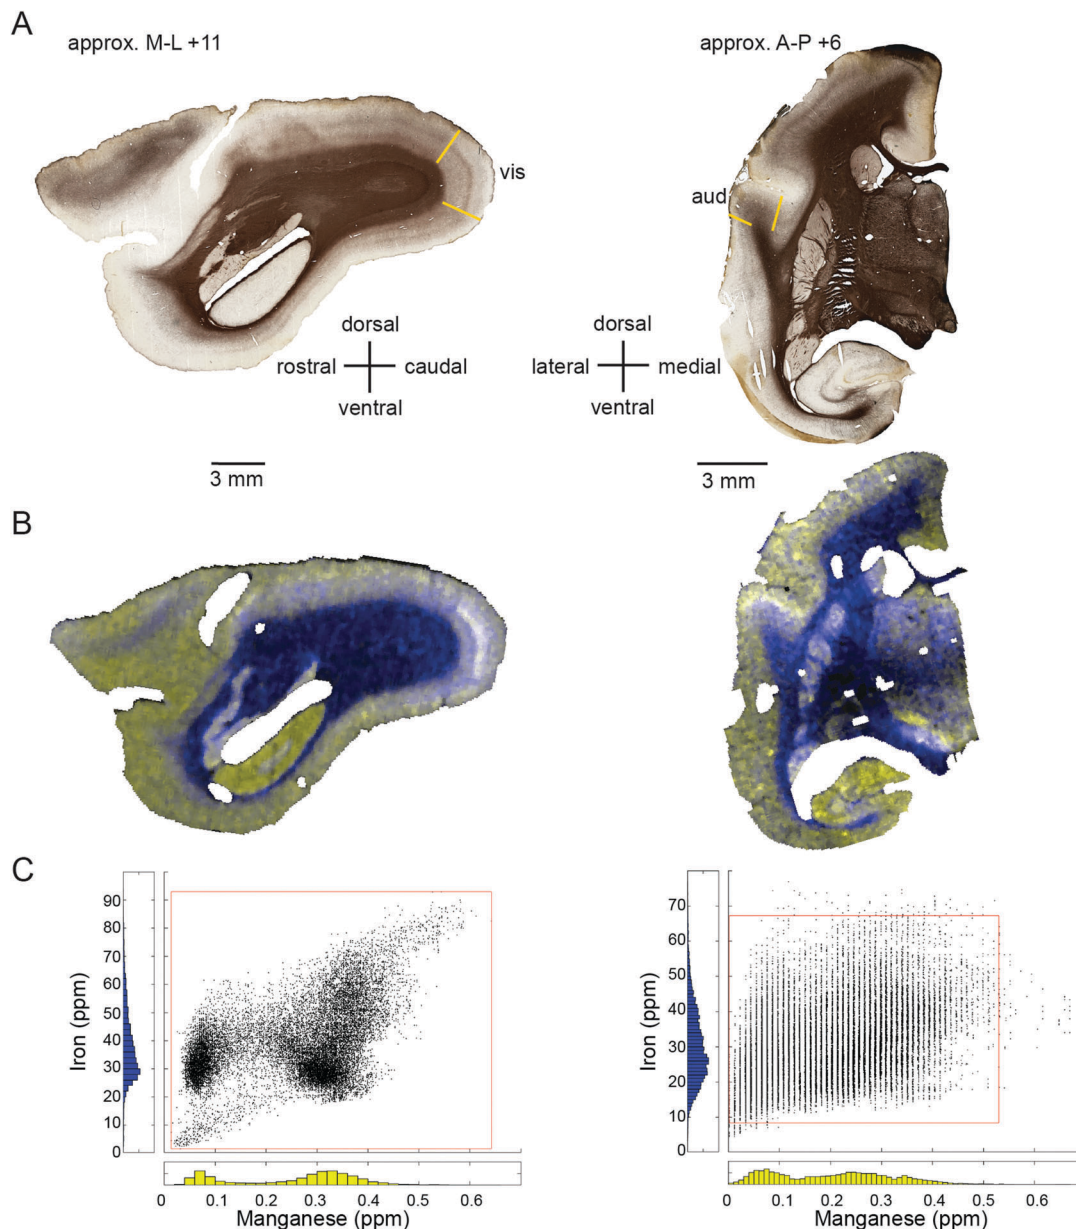 A
approx. M-L +11
approx. A-P +6
vis
aud
dorsal
rostral caudal
ventral
dorsal
lateral medial
ventral
3 mm
3 mm
B
C
Iron (ppm)
90
80
70
60
50
40
30
20
10
0
0 0.1 0.2 0.3 0.4 0.5 0.6
Manganese (ppm)
Iron (ppm)
70
60
50
40
30
20
10
0
0 0.1 0.2 0.3 0.4 0.5 0.6
Manganese (ppm)